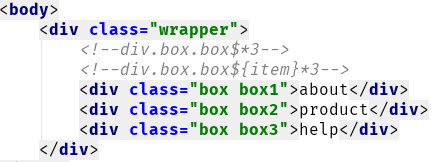 <body>
<div class="wrapper">
<!--div.box.box$*3-->
<!--div.box.box${item}*3-->
<div class="box box1">about</div>
<div class="box box2">product</div>
<div class="box box3">help</div>
</div>